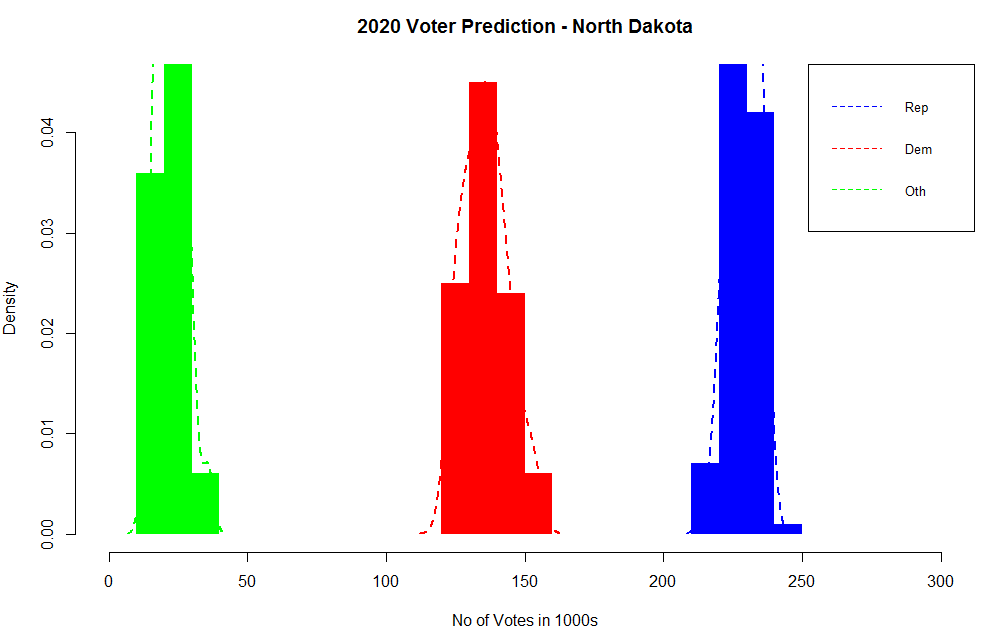 2020 Voter Prediction - North Dakota
Rep
Dem
Oth
0.04
0.03
0.02
0.01
0.00
Density
0 50 100 150 200 250 300
No of Votes in 1000s